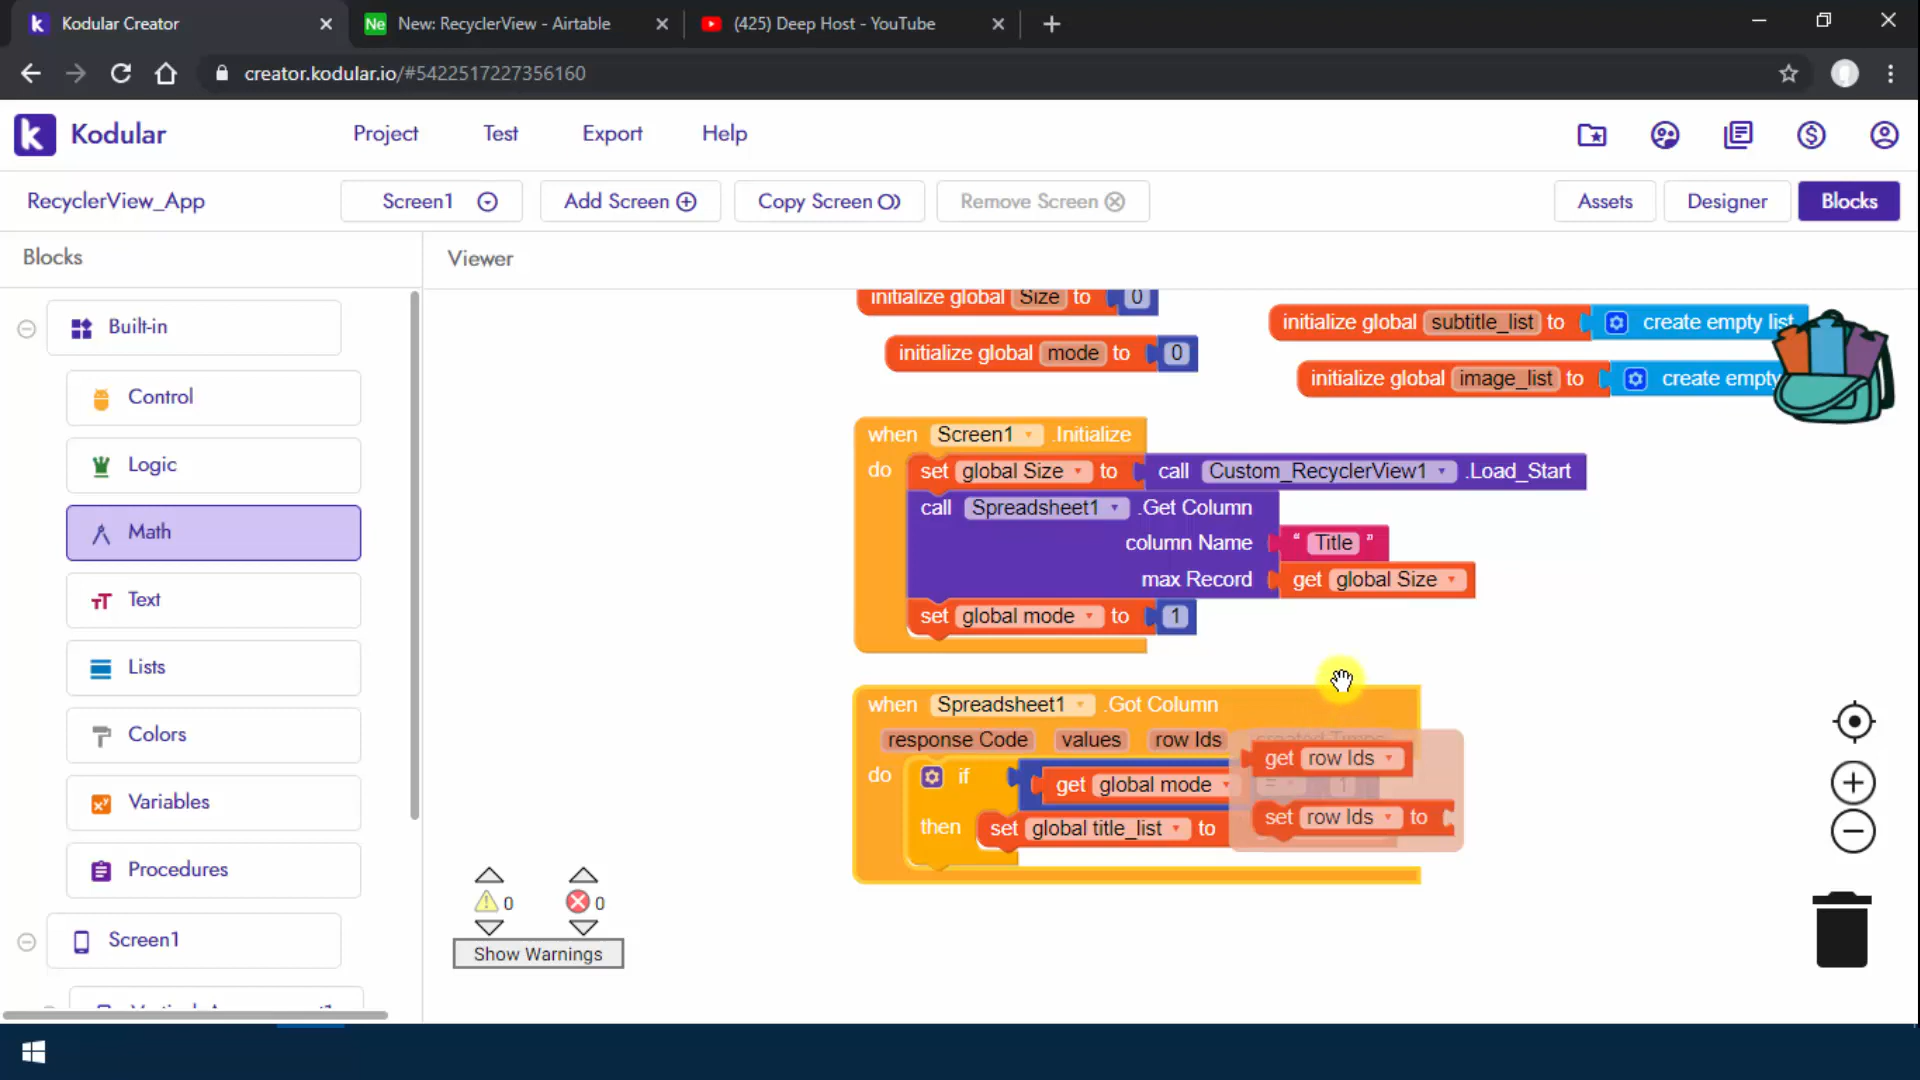 Kodular Creator
New: RecyclerView - Airtable
(425) Deep Host - YouTube
creator.kodular.io/#5422517227356160
Kodular
Project
Test
Export
Help
RecyclerView_App
Screen1
Add Screen
Copy Screen
Remove Screen
Assets
Designer
Blocks
Blocks
Viewer
Built-in
Control
Logic
Math
Text
Lists
Colors
Variables
Procedures
Screen1
initialize global Size to 0
initialize global mode to 0
initialize global subtitle_list to create empty list
initialize global image_list to create empty
when Screen1 .Initialize
do set global Size to call Custom_RecyclerView1 .Load_Start
call Spreadsheet1 .Get Column
column Name " Title "
max Record get global Size
set global mode to 1
when Spreadsheet1 .Got Column
response Code values row Ids
do if get global mode = 1
then set global title_list to
get row Ids
set row Ids to
0
0
Show Warnings